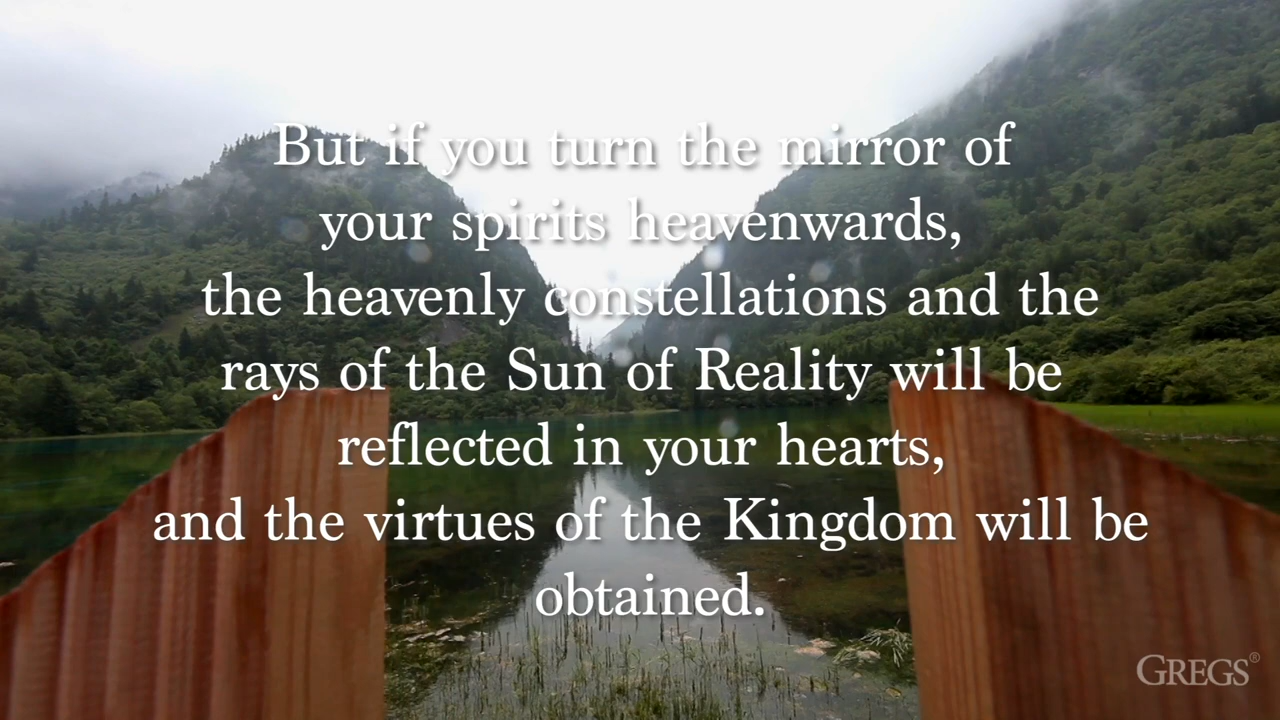 But if you turn the mirror of
your spirits heavenwards,
the heavenly constellations and the
rays of the Sun of Reality will be
reflected in your hearts,
and the virtues of the Kingdom will be
obtained.
GREGS®